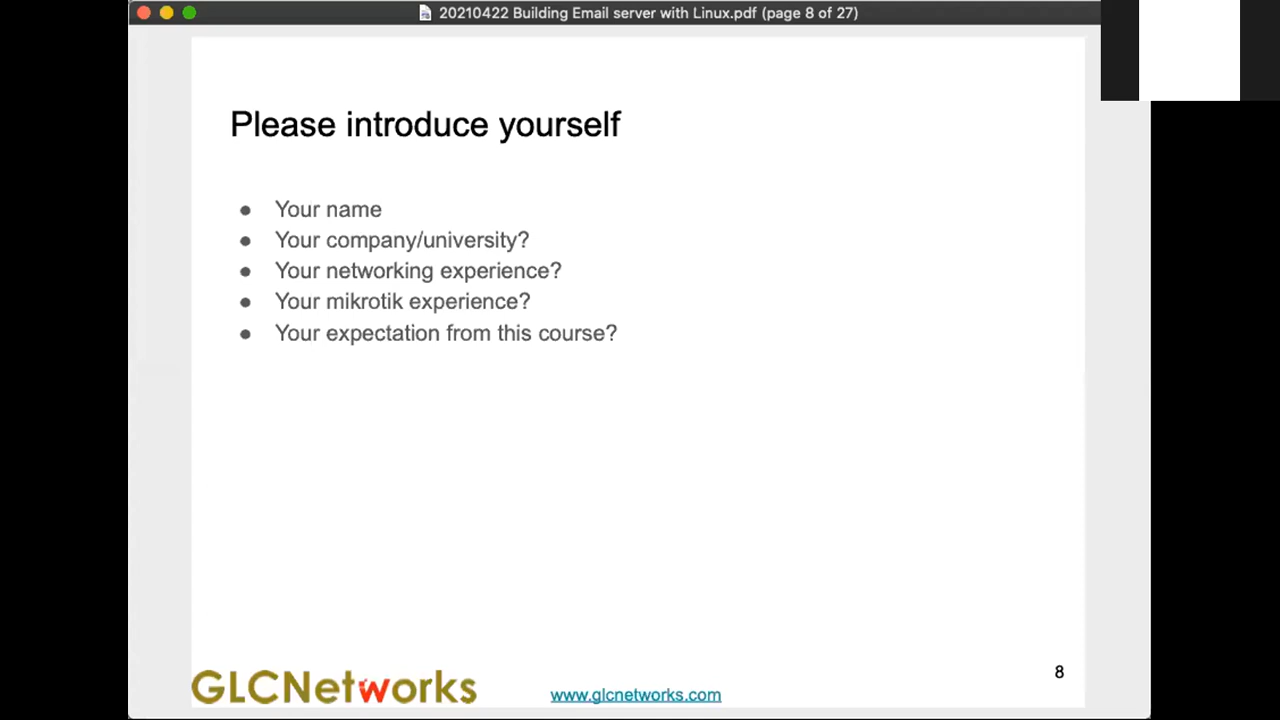 20210422 Building Email server with Linux.pdf (page 8 of 27)
Please introduce yourself
● Your name
● Your company/university?
● Your networking experience?
● Your mikrotik experience?
● Your expectation from this course?
8
GLCNetworks
www.glcnetworks.com